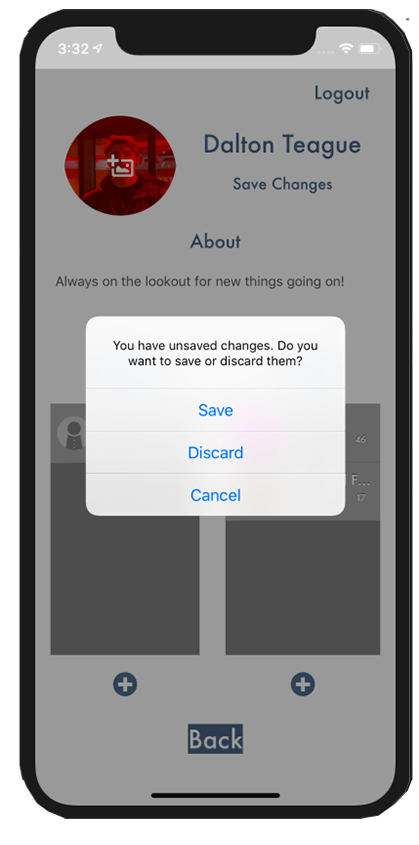 3:32
Logout
Dalton Teague
Save Changes
About
Always on the lookout for new things going on!
You have unsaved changes. Do you
want to save or discard them?
Save
46
Discard
F...
17
Cancel
Back